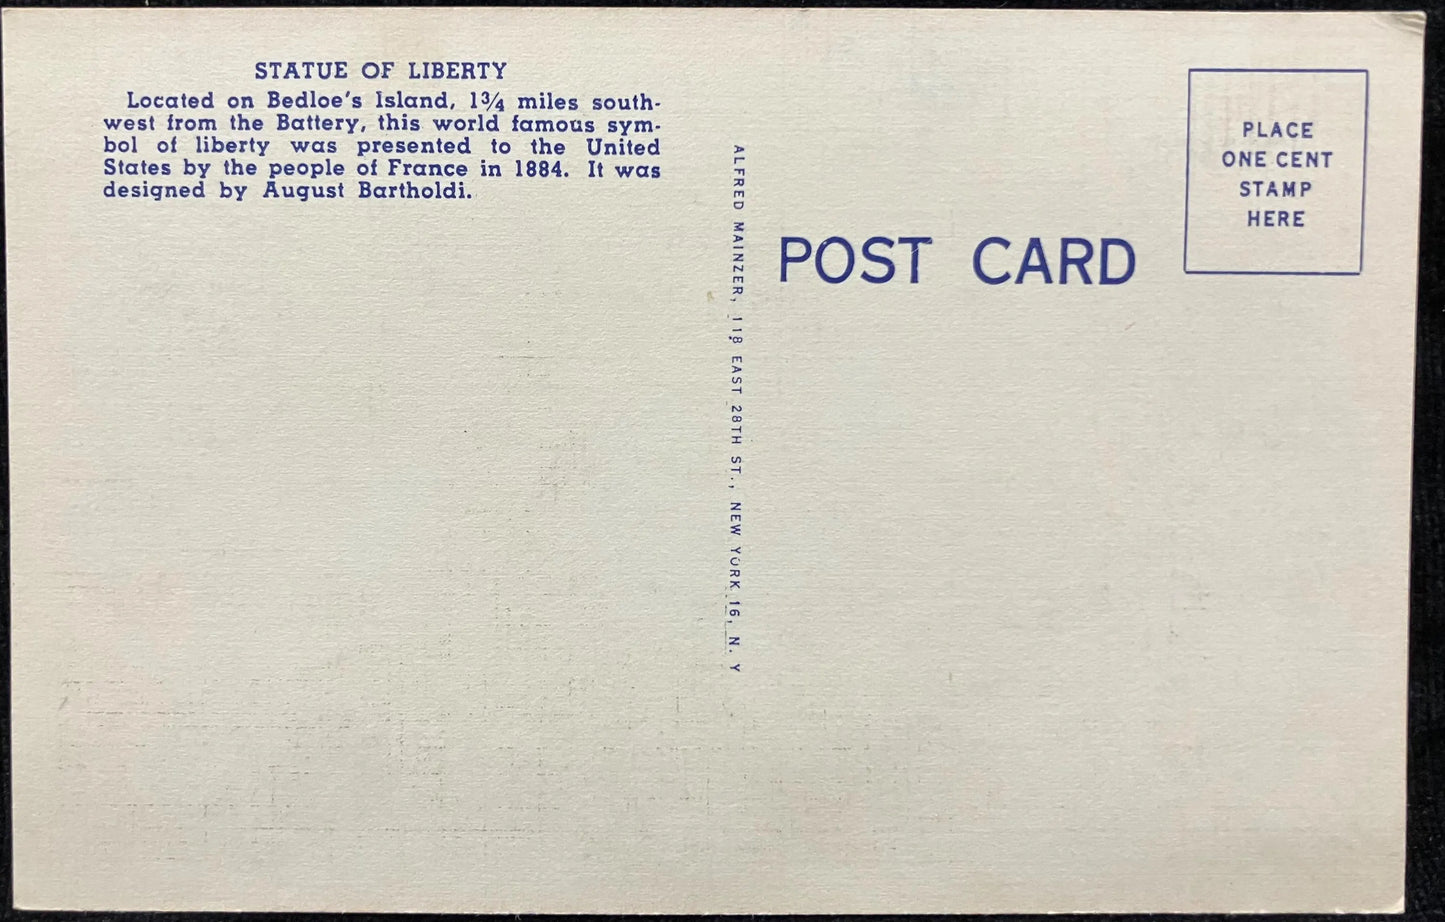 STATUE OF LIBERTY
Located on Bedloe's Island, 1¾ miles south-
west from the Battery, this world famous sym-
bol of liberty was presented to the United
States by the people of France in 1884. It was
designed by August Bartholdi.
ALFRED MAINZER, 118 EAST 28TH ST., NEW YORK 16, N. Y
POST CARD
PLACE
ONE CENT
STAMP
HERE